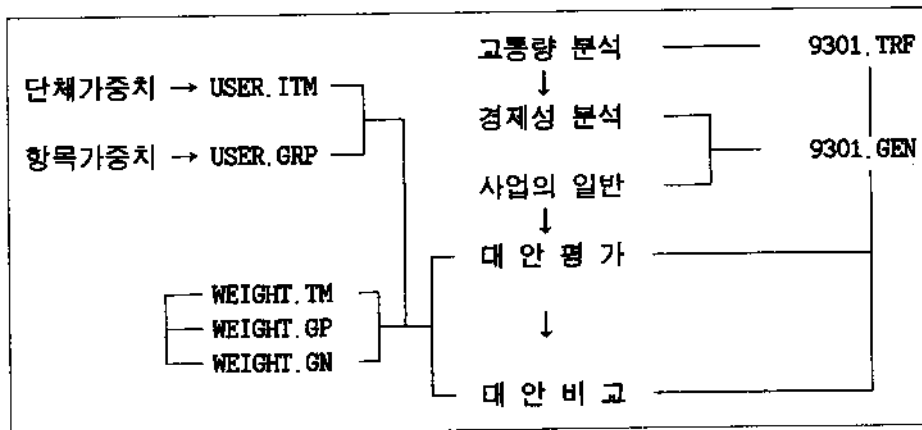 교통량 분석 9301.TRF
단체가중치 → USER.ITM
↓
경제성 분석
항목가중치 → USER.GRP 9301.GEN
사업의 일반
↓
대 안 평 가
WEIGHT.TM
WEIGHT.GP ↓
WEIGHT.GN
대 안 비 교